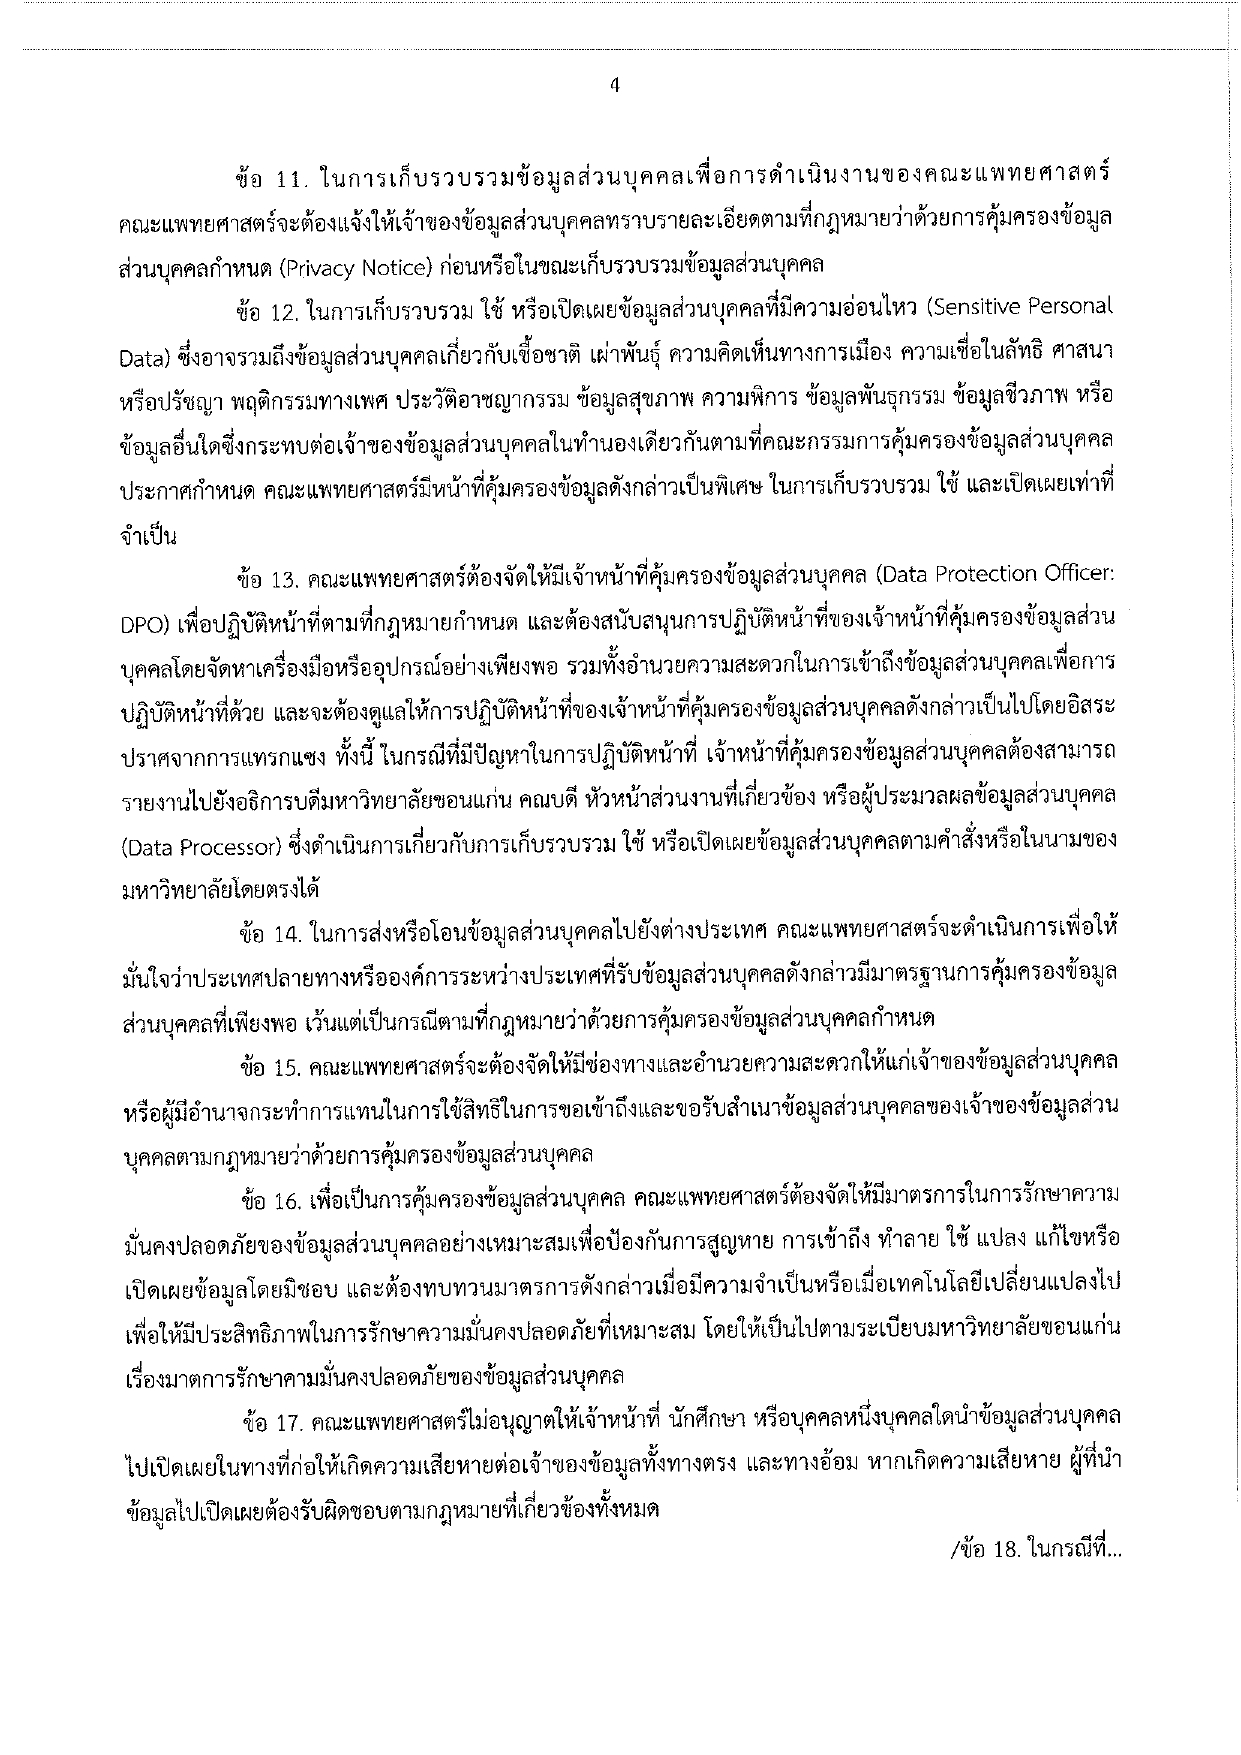 4
ข้อ 11. ในการเก็บรวบรวมข้อมูลส่วนบุคคลเพื่อการดำเนินงานของคณะแพทยศาสตร์
คณะแพทยศาสตร์จะต้องแจ้งให้เจ้าของข้อมูลส่วนบุคคลทราบรายละเอียดตามที่กฎหมายว่าด้วยการคุ้มครองข้อมูล
ส่วนบุคคลกำหนด (Privacy Notice) ก่อนหรือในขณะเก็บรวบรวมข้อมูลส่วนบุคคล
ข้อ 12. ในการเก็บรวบรวม ใช้ หรือเปิดเผยข้อมูลส่วนบุคคลที่มีความอ่อนไหว (Sensitive Personal
Data) ซึ่งอาจรวมถึงข้อมูลส่วนบุคคลเกี่ยวกับเชื้อชาติ เผ่าพันธุ์ ความคิดเห็นทางการเมือง ความเชื่อในลัทธิ ศาสนา
หรือปรัชญา พฤติกรรมทางเพศ ประวัติอาชญากรรม ข้อมูลสุขภาพ ความพิการ ข้อมูลพันธุกรรม ข้อมูลชีวภาพ หรือ
ข้อมูลอื่นใดซึ่งกระทบต่อเจ้าของข้อมูลส่วนบุคคลในทำนองเดียวกันตามที่คณะกรรมการคุ้มครองข้อมูลส่วนบุคคล
ประกาศกำหนด คณะแพทยศาสตร์มีหน้าที่คุ้มครองข้อมูลดังกล่าวเป็นพิเศษ ในการเก็บรวบรวม ใช้ และเปิดเผยเท่าที่
จำเป็น
ข้อ 13. คณะแพทยศาสตร์ต้องจัดให้มีเจ้าหน้าที่คุ้มครองข้อมูลส่วนบุคคล (Data Protection Officer:
DPO) เพื่อปฏิบัติหน้าที่ตามที่กฎหมายกำหนด และต้องสนับสนุนการปฏิบัติหน้าที่ของเจ้าหน้าที่คุ้มครองข้อมูลส่วน
บุคคลโดยจัดหาเครื่องมือหรืออุปกรณ์อย่างเพียงพอ รวมทั้งอำนวยความสะดวกในการเข้าถึงข้อมูลส่วนบุคคลเพื่อการ
ปฏิบัติหน้าที่ด้วย และจะต้องดูแลให้การปฏิบัติหน้าที่ของเจ้าหน้าที่คุ้มครองข้อมูลส่วนบุคคลดังกล่าวเป็นไปโดยอิสระ
ปราศจากการแทรกแซง ทั้งนี้ ในกรณีที่มีปัญหาในการปฏิบัติหน้าที่ เจ้าหน้าที่คุ้มครองข้อมูลส่วนบุคคลต้องสามารถ
รายงานไปยังอธิการบดีมหาวิทยาลัยขอนแก่น คณบดี หัวหน้าส่วนงานที่เกี่ยวข้อง หรือผู้ประมวลผลข้อมูลส่วนบุคคล
(Data Processor) ซึ่งดำเนินการเกี่ยวกับการเก็บรวบรวม ใช้ หรือเปิดเผยข้อมูลส่วนบุคคลตามคำสั่งหรือในนามของ
มหาวิทยาลัยโดยตรงได้
ข้อ 14. ในการส่งหรือโอนข้อมูลส่วนบุคคลไปยังต่างประเทศ คณะแพทยศาสตร์จะดำเนินการเพื่อให้
มั่นใจว่าประเทศปลายทางหรือองค์การระหว่างประเทศที่รับข้อมูลส่วนบุคคลดังกล่าวมีมาตรฐานการคุ้มครองข้อมูล
ส่วนบุคคลที่เพียงพอ เว้นแต่เป็นกรณีตามที่กฎหมายว่าด้วยการคุ้มครองข้อมูลส่วนบุคคลกำหนด
ข้อ 15. คณะแพทยศาสตร์จะต้องจัดให้มีช่องทางและอำนวยความสะดวกให้แก่เจ้าของข้อมูลส่วนบุคคล
หรือผู้มีอำนาจกระทำการแทนในการใช้สิทธิในการขอเข้าถึงและขอรับสำเนาข้อมูลส่วนบุคคลของเจ้าของข้อมูลส่วน
บุคคลตามกฎหมายว่าด้วยการคุ้มครองข้อมูลส่วนบุคคล
ข้อ 16. เพื่อเป็นการคุ้มครองข้อมูลส่วนบุคคล คณะแพทยศาสตร์ต้องจัดให้มีมาตรการในการรักษาความ
มั่นคงปลอดภัยของข้อมูลส่วนบุคคลอย่างเหมาะสมเพื่อป้องกันการสูญหาย การเข้าถึง ทำลาย ใช้ แปลง แก้ไขหรือ
เปิดเผยข้อมูลโดยมิชอบ และต้องทบทวนมาตรการดังกล่าวเมื่อมีความจำเป็นหรือเมื่อเทคโนโลยีเปลี่ยนแปลงไป
เพื่อให้มีประสิทธิภาพในการรักษาความมั่นคงปลอดภัยที่เหมาะสม โดยให้เป็นไปตามระเบียบมหาวิทยาลัยขอนแก่น
เรื่องมาตการรักษาคามมั่นคงปลอดภัยของข้อมูลส่วนบุคคล
ข้อ 17. คณะแพทยศาสตร์ไม่อนุญาตให้เจ้าหน้าที่ นักศึกษา หรือบุคคลหนึ่งบุคคลใดนำข้อมูลส่วนบุคคล
ไปเปิดเผยในทางที่ก่อให้เกิดความเสียหายต่อเจ้าของข้อมูลทั้งทางตรง และทางอ้อม หากเกิดความเสียหาย ผู้ที่นำ
ข้อมูลไปเปิดเผยต้องรับผิดชอบตามกฎหมายที่เกี่ยวข้องทั้งหมด
/ข้อ 18. ในกรณีที่...